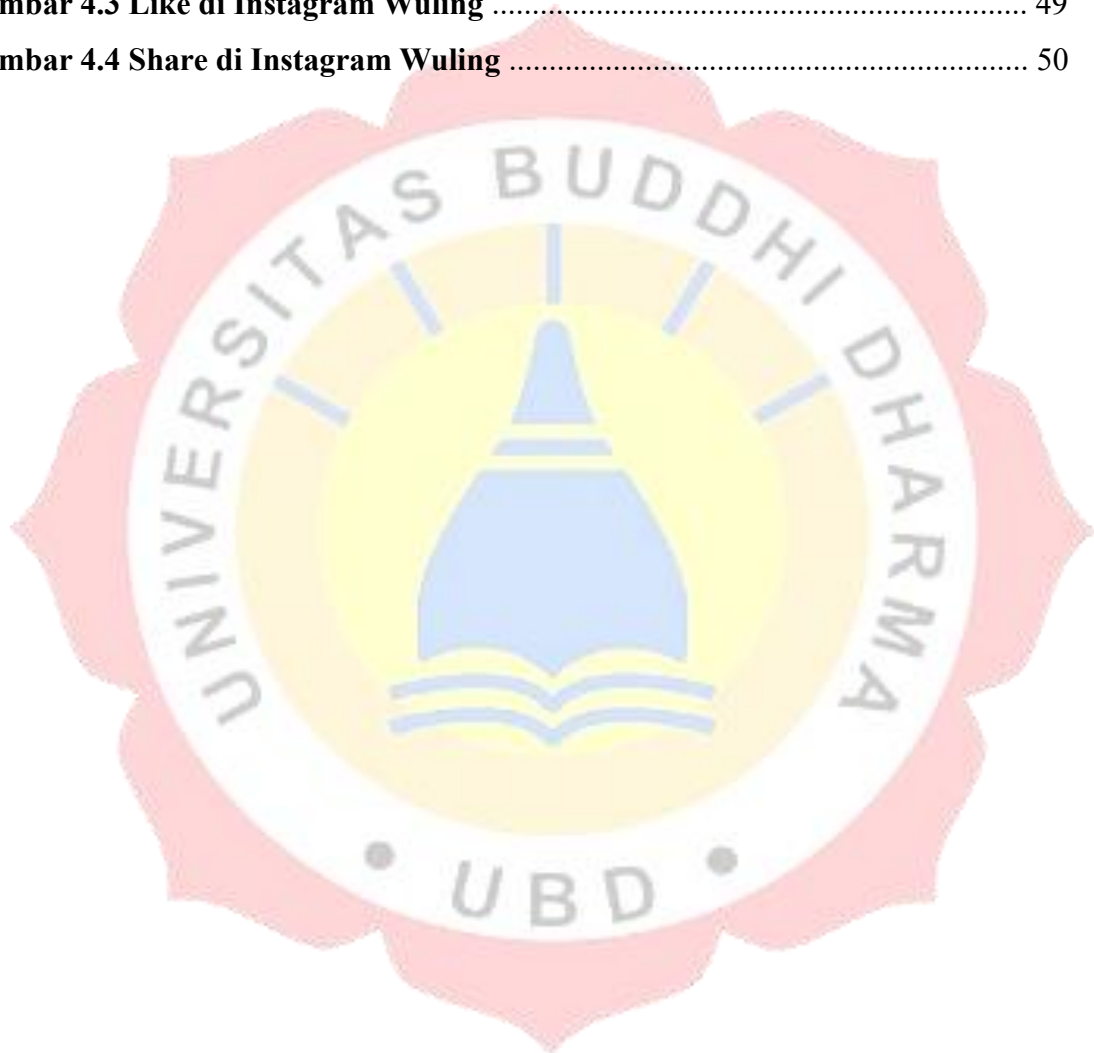 mbar 4.3 Like di Instagram Wuling .................................................................... 49
mbar 4.4 Share di Instagram Wuling .................................................................. 50
UNIVERSITAS BUDDHI DHARMA
• UBD •